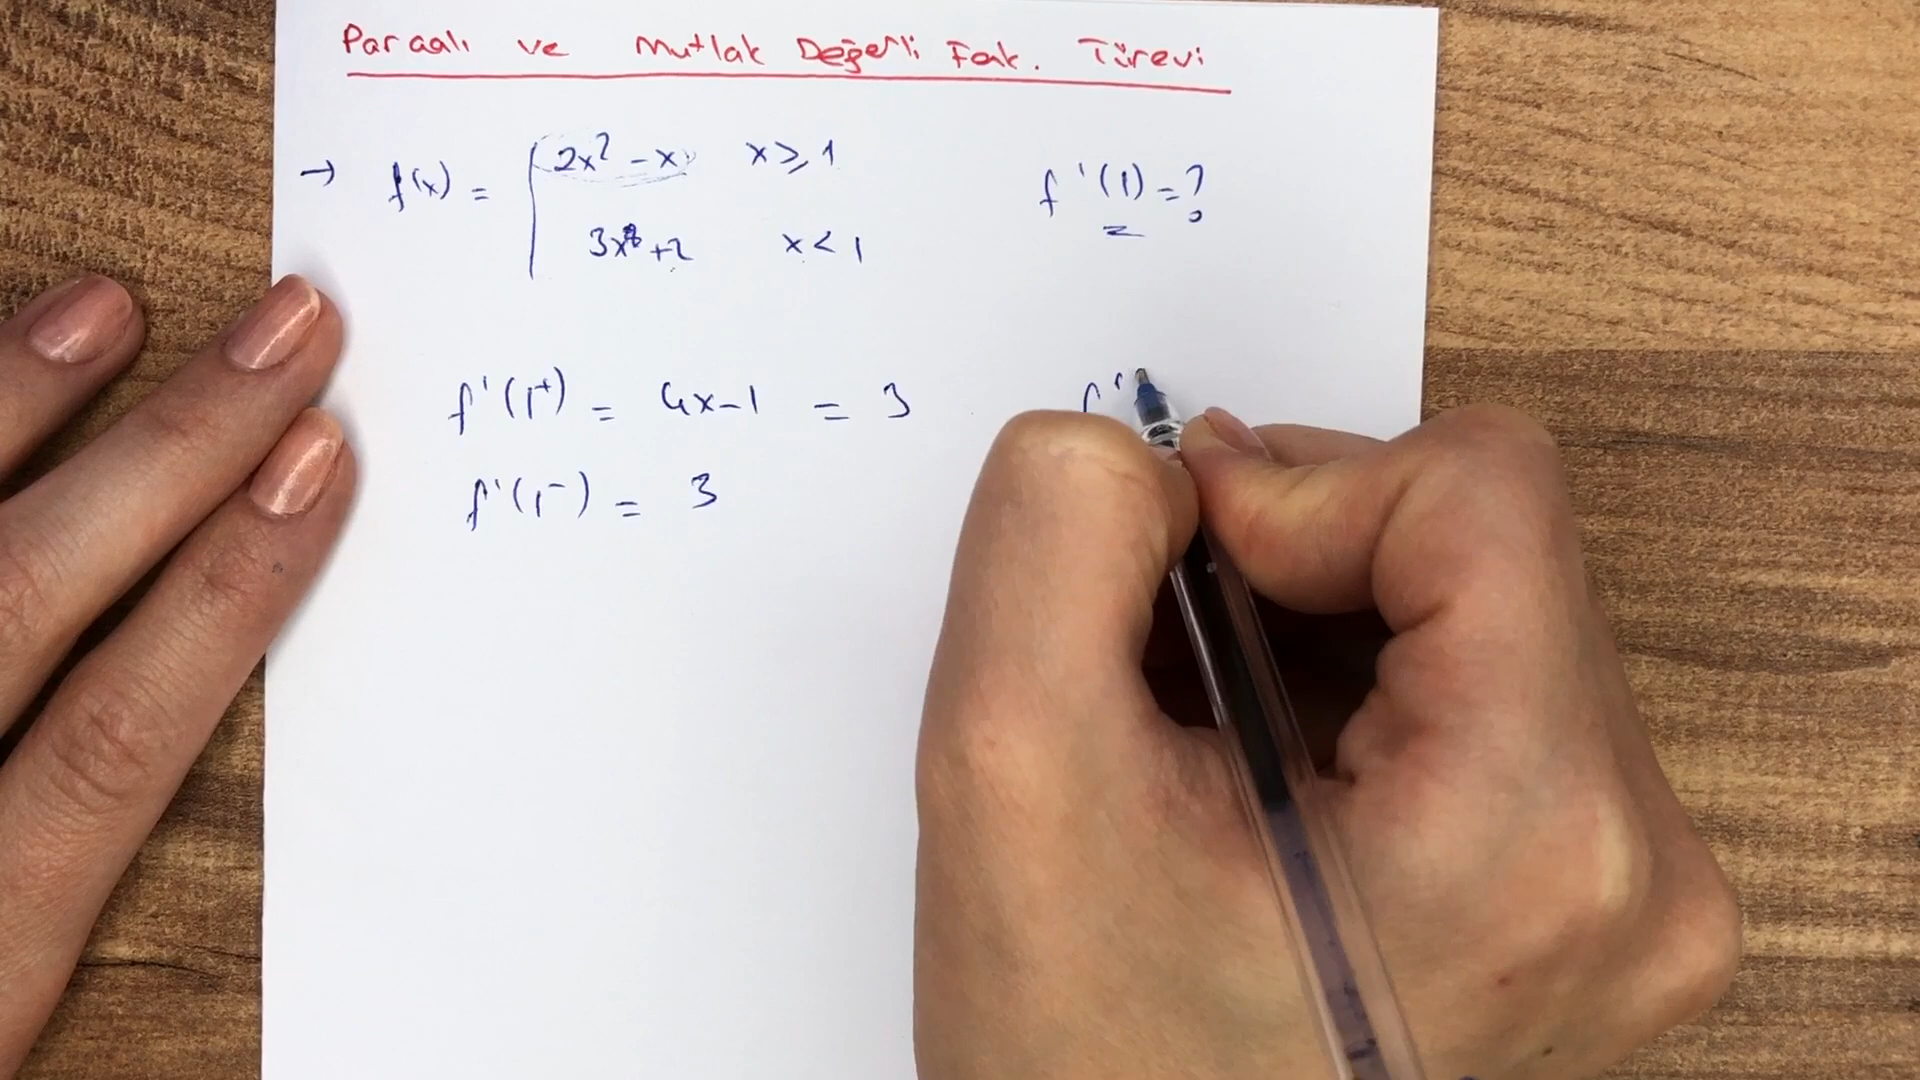 Parçalı ve Mutlak Değerli Fonk. Türevi
→ f(x) = { 2x² - x x ≥ 1 f'(1) = ?
3x + 2 x < 1
f'(1⁺) = 4x - 1 = 3 f'
f'(1⁻) = 3